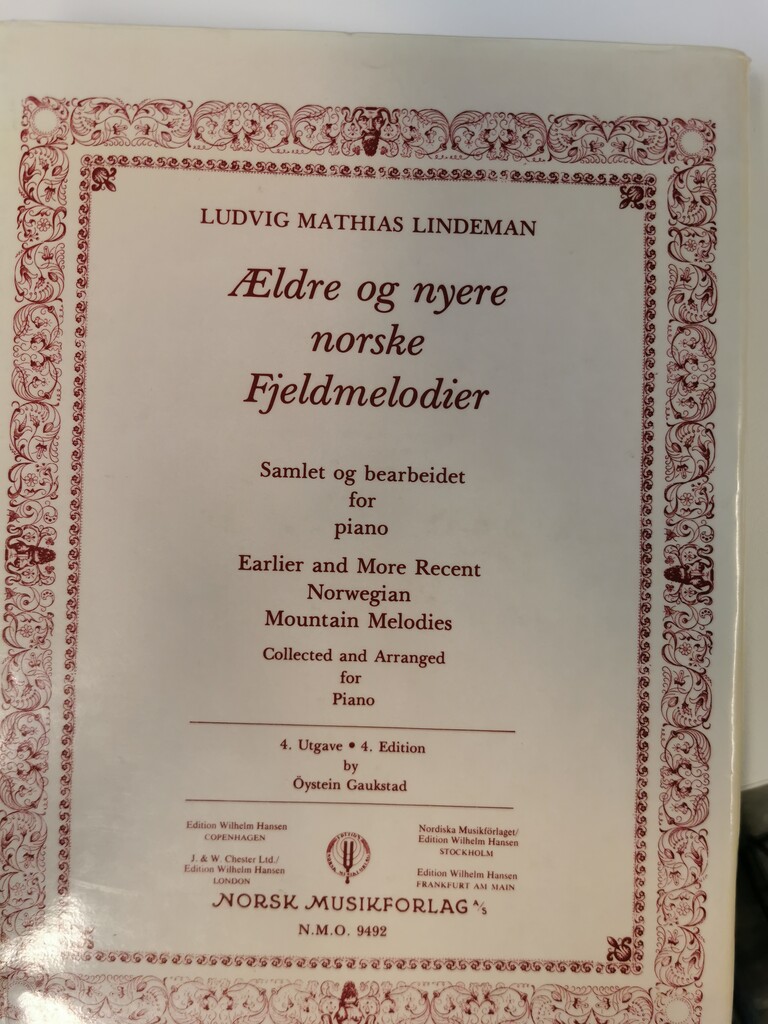 LUDVIG MATHIAS LINDEMAN
Ældre og nyere
norske
Fjeldmelodier
Samlet og bearbeidet
for
piano
Earlier and More Recent
Norwegian
Mountain Melodies
Collected and Arranged
for
Piano
4. Utgave • 4. Edition
by
Öystein Gaukstad
Edition Wilhelm Hansen
COPENHAGEN
J. & W. Chester Ltd./
Edition Wilhelm Hansen
LONDON
Nordiska Musikförlaget/
Edition Wilhelm Hansen
STOCKHOLM
Edition Wilhelm Hansen
FRANKFURT AM MAIN
NORSK MUSIKFORLAG A/S
N.M.O. 9492